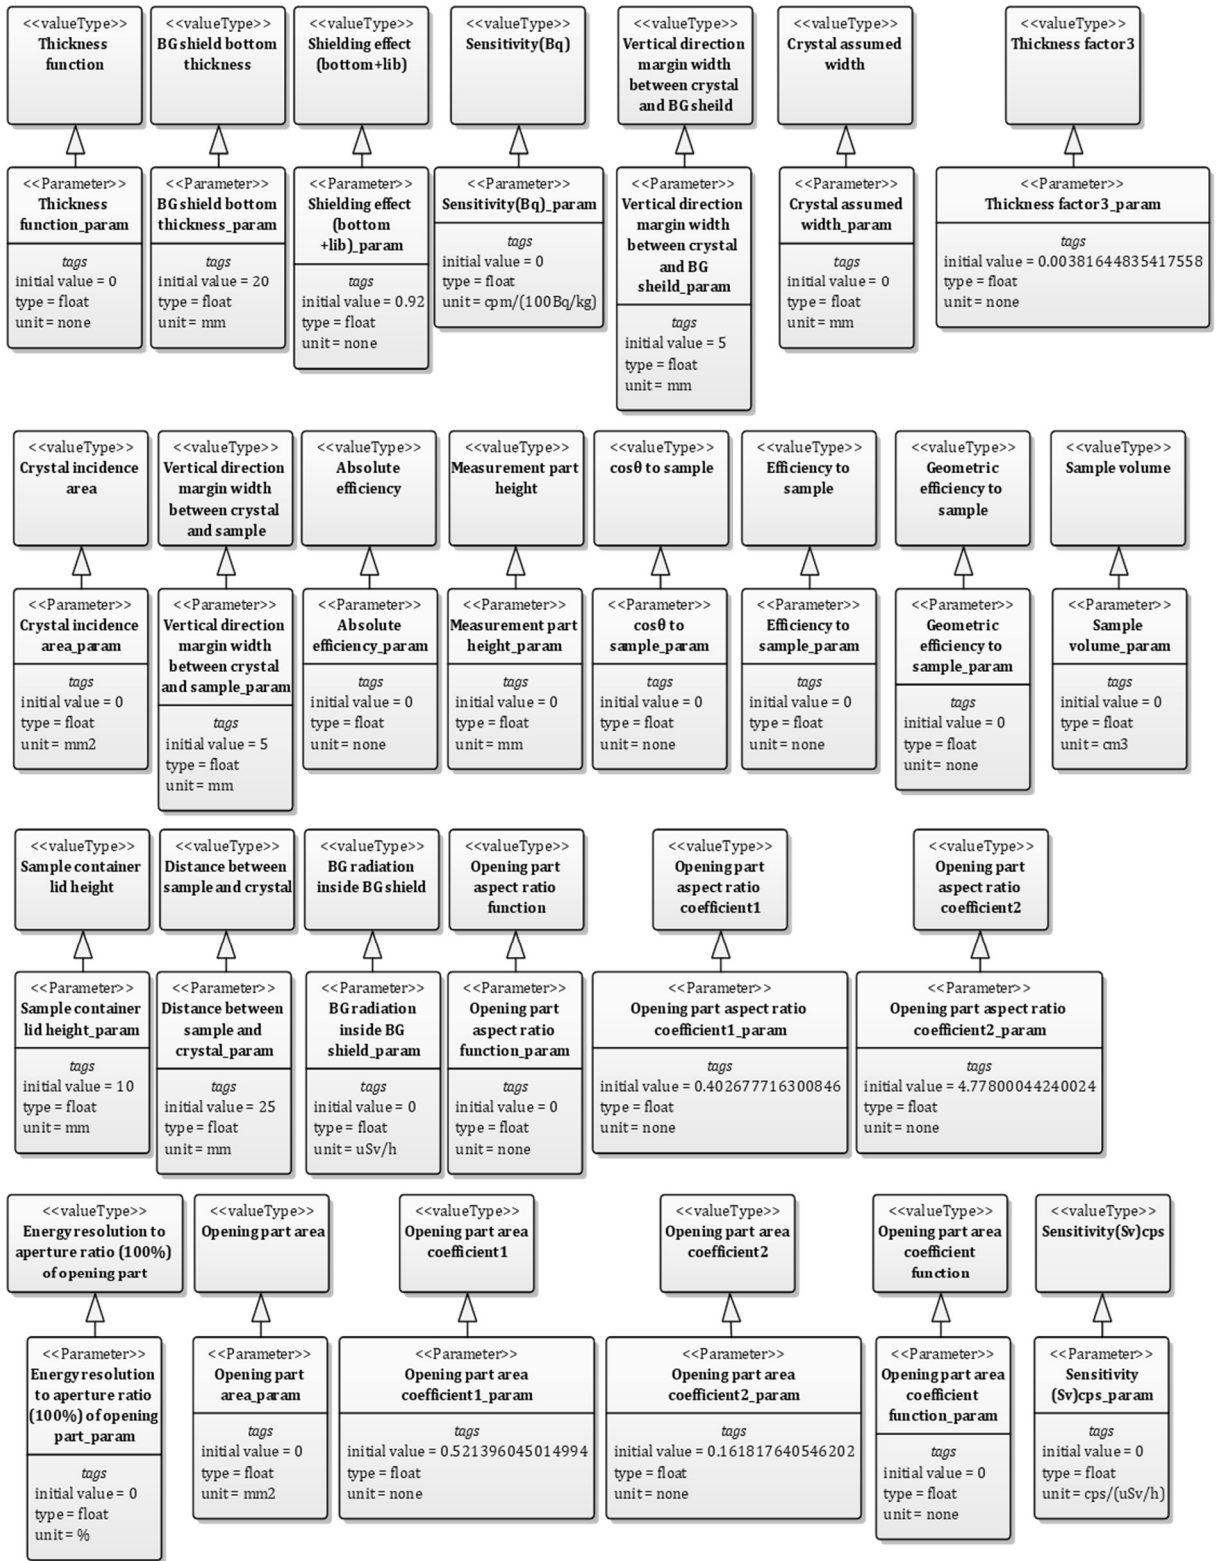 <<valueType>>
Thickness
function
<<valueType>>
BG shield bottom
thickness
<<valueType>>
Shielding effect
(bottom+lib)
<<valueType>>
Sensitivity(Bq)
<<valueType>>
Vertical direction
margin width
between crystal
and BG sheild
<<valueType>>
Crystal assumed
width
<<valueType>>
Thickness factor3
<<Parameter>>
Thickness
function_param
tags
initial value = 0
type = float
unit = none
<<Parameter>>
BG shield bottom
thickness_param
tags
initial value = 20
type = float
unit = mm
<<Parameter>>
Shielding effect
(bottom
+lib)_param
tags
initial value = 0.92
type = float
unit = none
<<Parameter>>
Sensitivity(Bq)_param
tags
initial value = 0
type = float
unit = cpm/(100Bq/kg)
<<Parameter>>
Vertical direction
margin width
between crystal
and BG
sheild_param
tags
initial value = 5
type = float
unit = mm
<<Parameter>>
Crystal assumed
width_param
tags
initial value = 0
type = float
unit = mm
<<Parameter>>
Thickness factor3_param
tags
initial value = 0.00381644835417558
type = float
unit = none
<<valueType>>
Crystal incidence
area
<<valueType>>
Vertical direction
margin width
between crystal
and sample
<<valueType>>
Absolute
efficiency
<<valueType>>
Measurement part
height
<<valueType>>
cosθ to sample
<<valueType>>
Efficiency to
sample
<<valueType>>
Geometric
efficiency to
sample
<<valueType>>
Sample volume
<<Parameter>>
Crystal incidence
area_param
tags
initial value = 0
type = float
unit = mm2
<<Parameter>>
Vertical direction
margin width
between crystal
and sample_param
tags
initial value = 5
type = float
unit = mm
<<Parameter>>
Absolute
efficiency_param
tags
initial value = 0
type = float
unit = none
<<Parameter>>
Measurement part
height_param
tags
initial value = 0
type = float
unit = mm
<<Parameter>>
cosθ to
sample_param
tags
initial value = 0
type = float
unit = none
<<Parameter>>
Efficiency to
sample_param
tags
initial value = 0
type = float
unit = none
<<Parameter>>
Geometric
efficiency to
sample_param
tags
initial value = 0
type = float
unit = none
<<Parameter>>
Sample
volume_param
tags
initial value = 0
type = float
unit = cm3
<<valueType>>
Sample container
lid height
<<valueType>>
Distance between
sample and crystal
<<valueType>>
BG radiation
inside BG shield
<<valueType>>
Opening part
aspect ratio
function
<<valueType>>
Opening part
aspect ratio
coefficient1
<<valueType>>
Opening part
aspect ratio
coefficient2
<<Parameter>>
Sample container
lid height_param
tags
initial value = 10
type = float
unit = mm
<<Parameter>>
Distance between
sample and
crystal_param
tags
initial value = 25
type = float
unit = mm
<<Parameter>>
BG radiation
inside BG
shield_param
tags
initial value = 0
type = float
unit = uSv/h
<<Parameter>>
Opening part
aspect ratio
function_param
tags
initial value = 0
type = float
unit = none
<<Parameter>>
Opening part aspect ratio
coefficient1_param
tags
initial value = 0.402677716300846
type = float
unit = none
<<Parameter>>
Opening part aspect ratio
coefficient2_param
tags
initial value = 4.77800044240024
type = float
unit = none
<<valueType>>
Energy resolution to
aperture ratio (100%)
of opening part
<<valueType>>
Opening part area
<<valueType>>
Opening part area
coefficient1
<<valueType>>
Opening part area
coefficient2
<<valueType>>
Opening part area
coefficient
function
<<valueType>>
Sensitivity(Sv)cps
<<Parameter>>
Energy resolution
to aperture ratio
(100%) of opening
part_param
tags
initial value = 0
type = float
unit = %
<<Parameter>>
Opening part
area_param
tags
initial value = 0
type = float
unit = mm2
<<Parameter>>
Opening part area
coefficient1_param
tags
initial value = 0.521396045014994
type = float
unit = none
<<Parameter>>
Opening part area
coefficient2_param
tags
initial value = 0.161817640546202
type = float
unit = none
<<Parameter>>
Opening part area
coefficient
function_param
tags
initial value = 0
type = float
unit = none
<<Parameter>>
Sensitivity
(Sv)cps_param
tags
initial value = 0
type = float
unit = cps/(uSv/h)